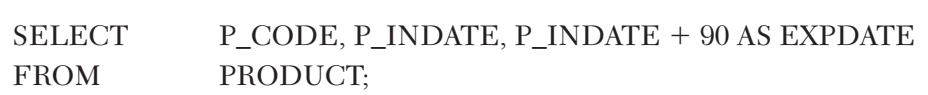 SELECT P_CODE, P_INDATE, P_INDATE + 90 AS EXPDATE
FROM PRODUCT;